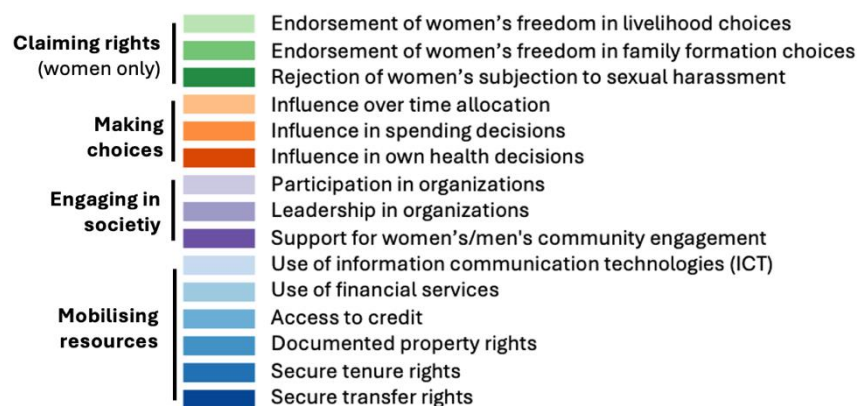 Claiming rights
(women only)
Endorsement of women’s freedom in livelihood choices
Endorsement of women’s freedom in family formation choices
Rejection of women’s subjection to sexual harassment
Making
choices
Influence over time allocation
Influence in spending decisions
Influence in own health decisions
Engaging in
societiy
Participation in organizations
Leadership in organizations
Support for women’s/men's community engagement
Mobilising
resources
Use of information communication technologies (ICT)
Use of financial services
Access to credit
Documented property rights
Secure tenure rights
Secure transfer rights